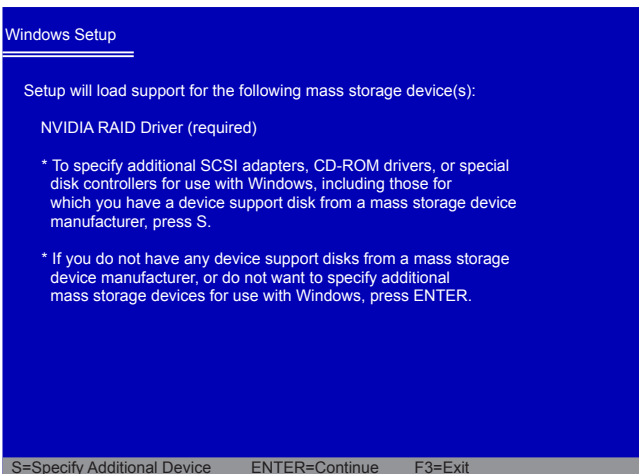 Windows Setup
Setup will load support for the following mass storage device(s):
NVIDIA RAID Driver (required)
* To specify additional SCSI adapters, CD-ROM drivers, or special
disk controllers for use with Windows, including those for
which you have a device support disk from a mass storage device
manufacturer, press S.
* If you do not have any device support disks from a mass storage
device manufacturer, or do not want to specify additional
mass storage devices for use with Windows, press ENTER.
S=Specify Additional Device ENTER=Continue F3=Exit